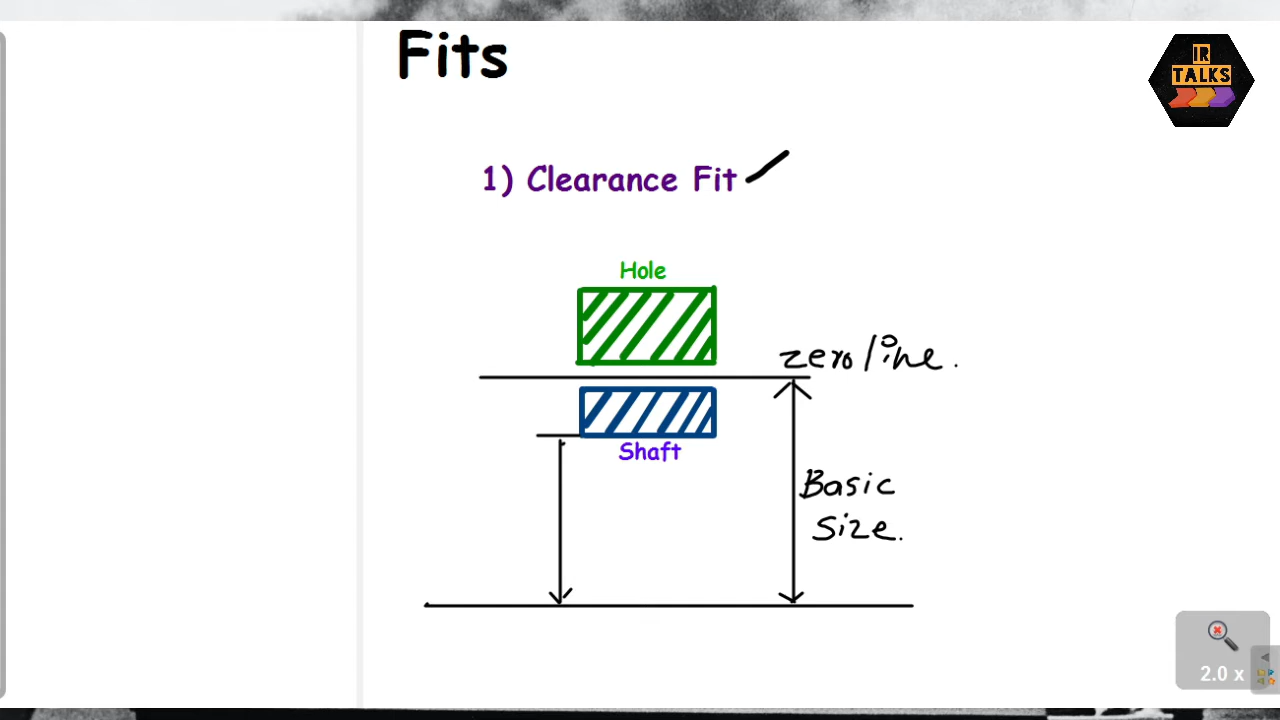 Fits
IR
TALKS
1) Clearance Fit
Hole
zero line.
Shaft
Basic
Size.
2.0 x